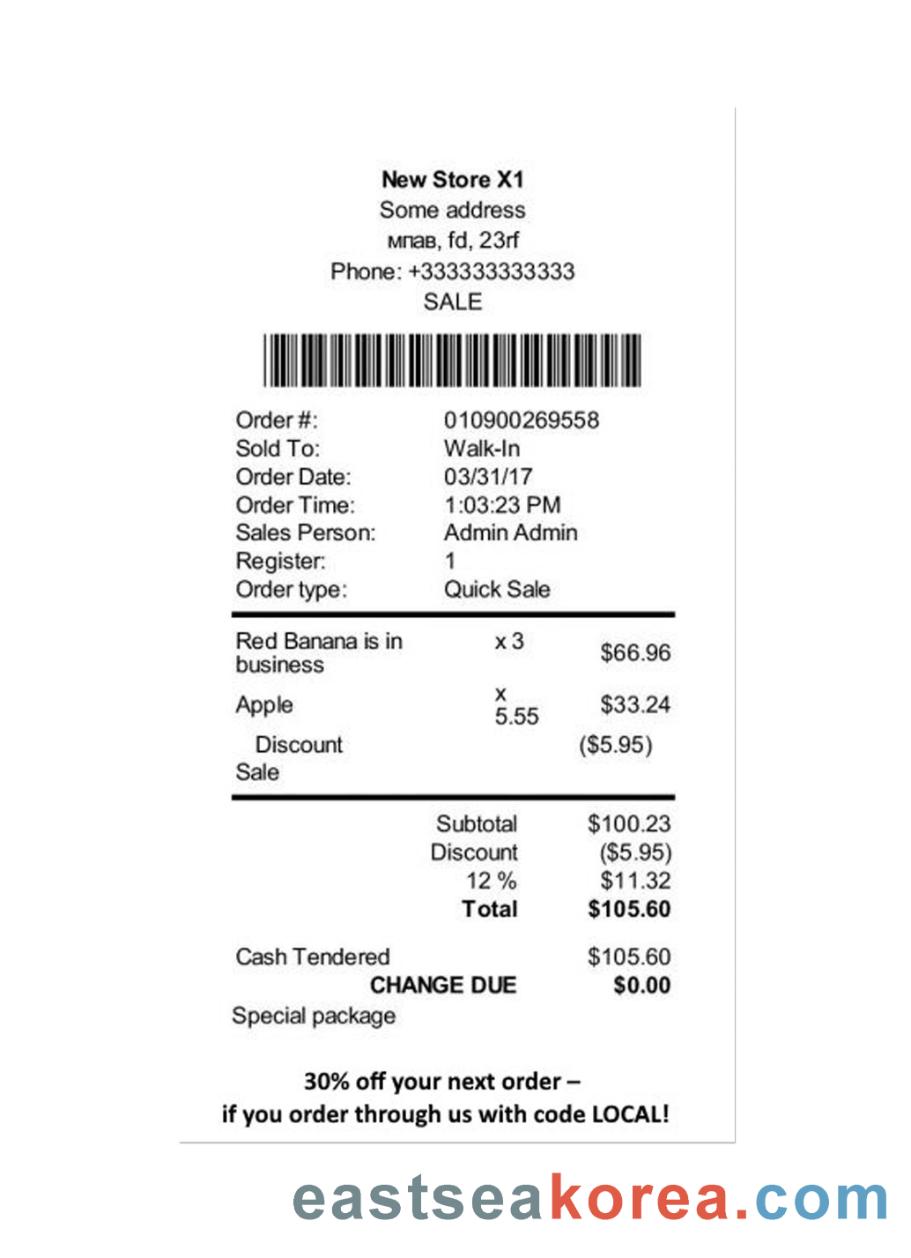 New Store X1
Some address
мпав, fd, 23rf
Phone: +333333333333
SALE
Order #: 010900269558
Sold To: Walk-In
Order Date: 03/31/17
Order Time: 1:03:23 PM
Sales Person: Admin Admin
Register: 1
Order type: Quick Sale
Red Banana is in x 3 $66.96
business
Apple x 5.55 $33.24
Discount ($5.95)
Sale
Subtotal $100.23
Discount ($5.95)
12 % $11.32
Total $105.60
Cash Tendered $105.60
CHANGE DUE $0.00
Special package
30% off your next order –
if you order through us with code LOCAL!
eastseakorea.com